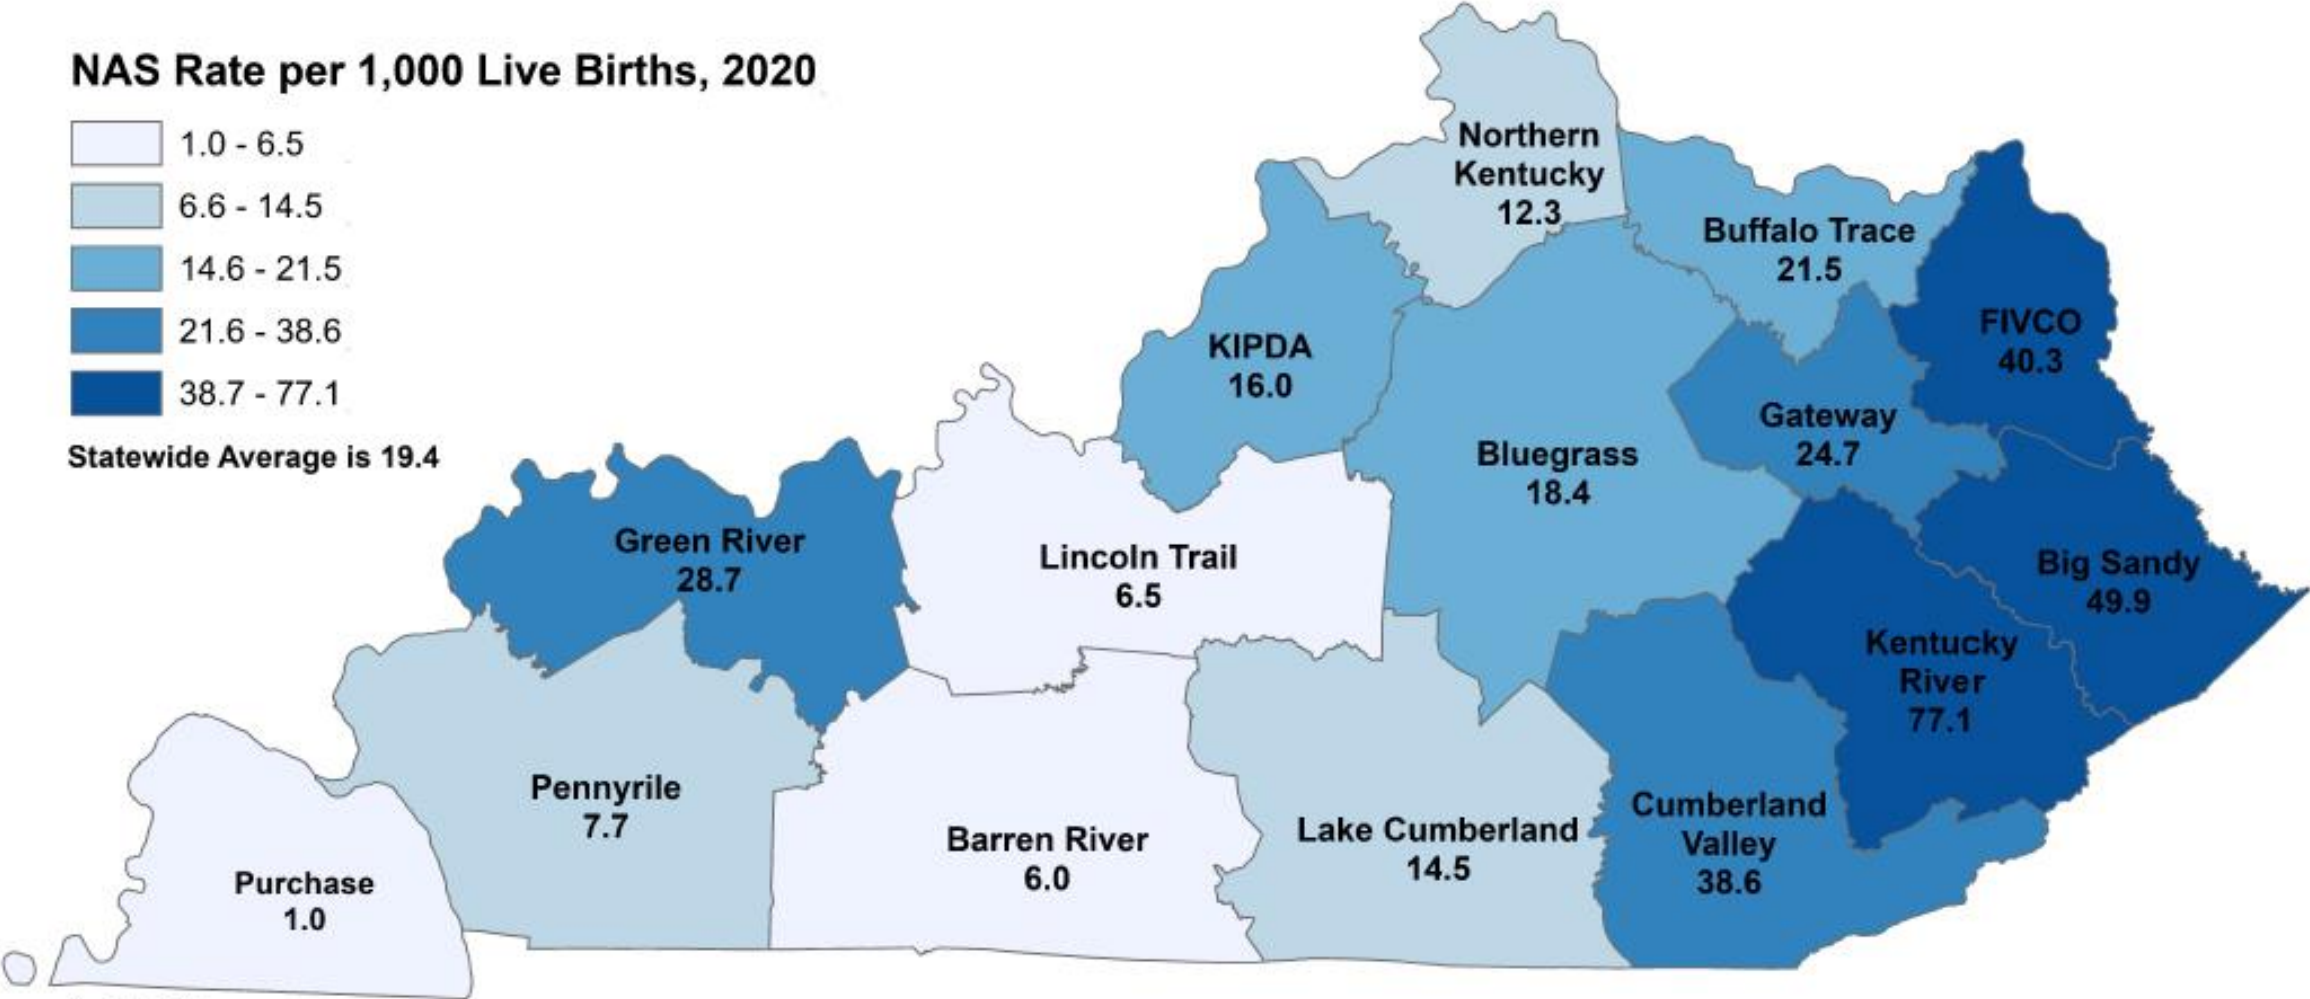 NAS Rate per 1,000 Live Births, 2020
1.0 - 6.5
6.6 - 14.5
14.6 - 21.5
21.6 - 38.6
38.7 - 77.1
Statewide Average is 19.4
Northern
Kentucky
12.3
Buffalo Trace
21.5
FIVCO
40.3
KIPDA
16.0
Gateway
24.7
Bluegrass
18.4
Green River
28.7
Lincoln Trail
6.5
Big Sandy
49.9
Kentucky
River
77.1
Pennyrile
7.7
Barren River
6.0
Lake Cumberland
14.5
Cumberland
Valley
38.6
Purchase
1.0